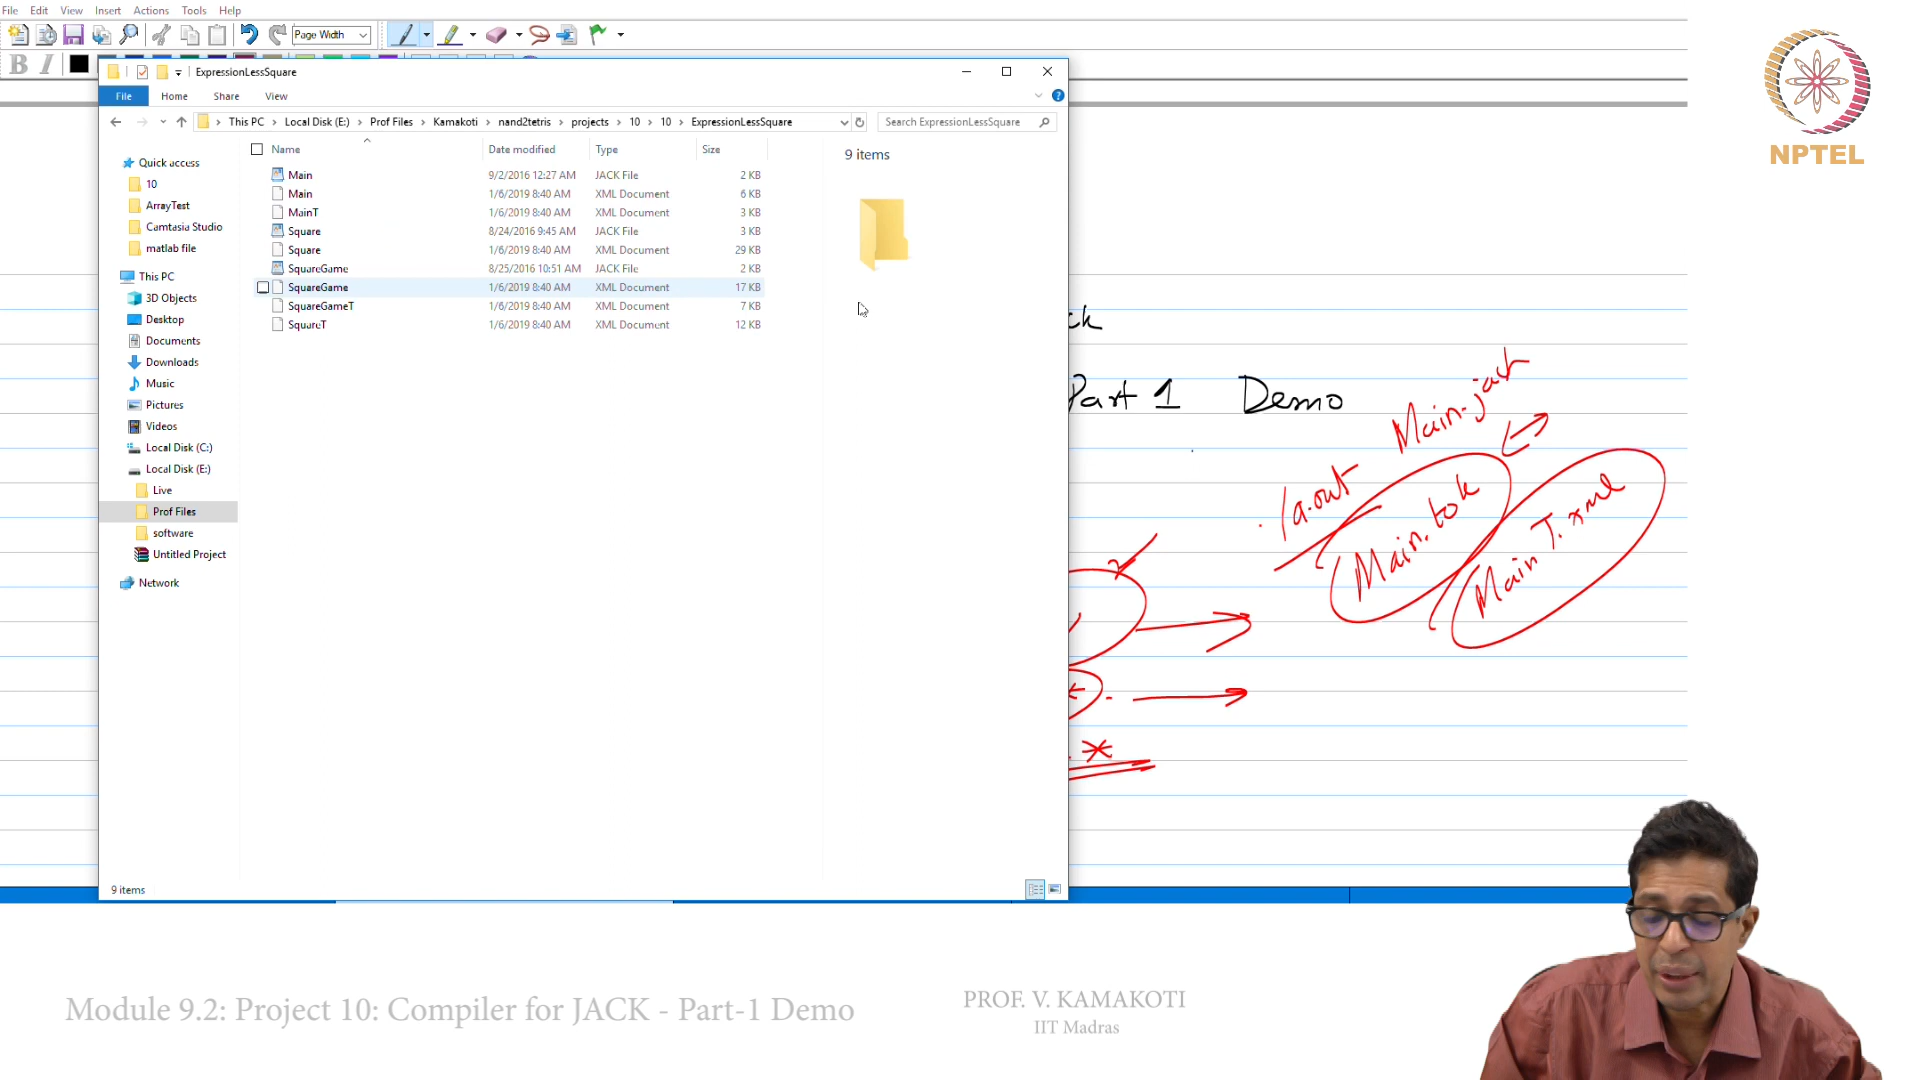 File Edit View Insert Actions Tools Help
Page Width
B I
ExpressionLessSquare
File Home Share View
This PC > Local Disk (E:) > Prof Files > Kamakoti > nand2tetris > projects > 10 > 10 > ExpressionLessSquare
Search ExpressionLessSquare
Quick access
10
ArrayTest
Camtasia Studio
matlab file
This PC
3D Objects
Desktop
Documents
Downloads
Music
Pictures
Videos
Local Disk (C:)
Local Disk (E:)
Live
Prof Files
software
Untitled Project
Network
Name Date modified Type Size
Main 9/2/2016 12:27 AM JACK File 2 KB
Main 1/6/2019 8:40 AM XML Document 6 KB
MainT 1/6/2019 8:40 AM XML Document 3 KB
Square 8/24/2016 9:45 AM JACK File 3 KB
Square 1/6/2019 8:40 AM XML Document 29 KB
SquareGame 8/25/2016 10:51 AM JACK File 2 KB
SquareGame 1/6/2019 8:40 AM XML Document 17 KB
SquareGameT 1/6/2019 8:40 AM XML Document 7 KB
SquareT 1/6/2019 8:40 AM XML Document 12 KB
9 items
9 items
ck
Part 1 Demo
Main.jack
./a.out
Main.tok
MainT.xml
. *
NPTEL
Module 9.2: Project 10: Compiler for JACK - Part-1 Demo
PROF. V. KAMAKOTI
IIT Madras